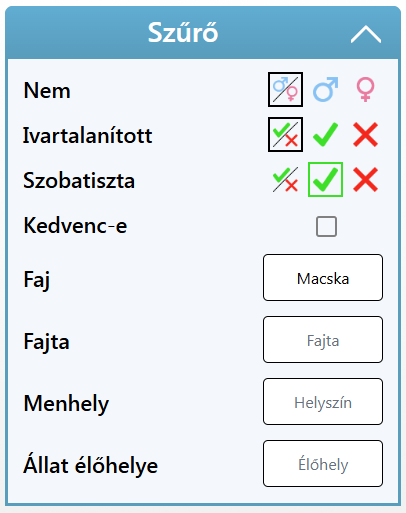 Szűrő
Nem
Ivartalanított
Szobatiszta
Kedvenc-e
Faj Macska
Fajta Fajta
Menhely Helyszín
Állat élőhelye Élőhely